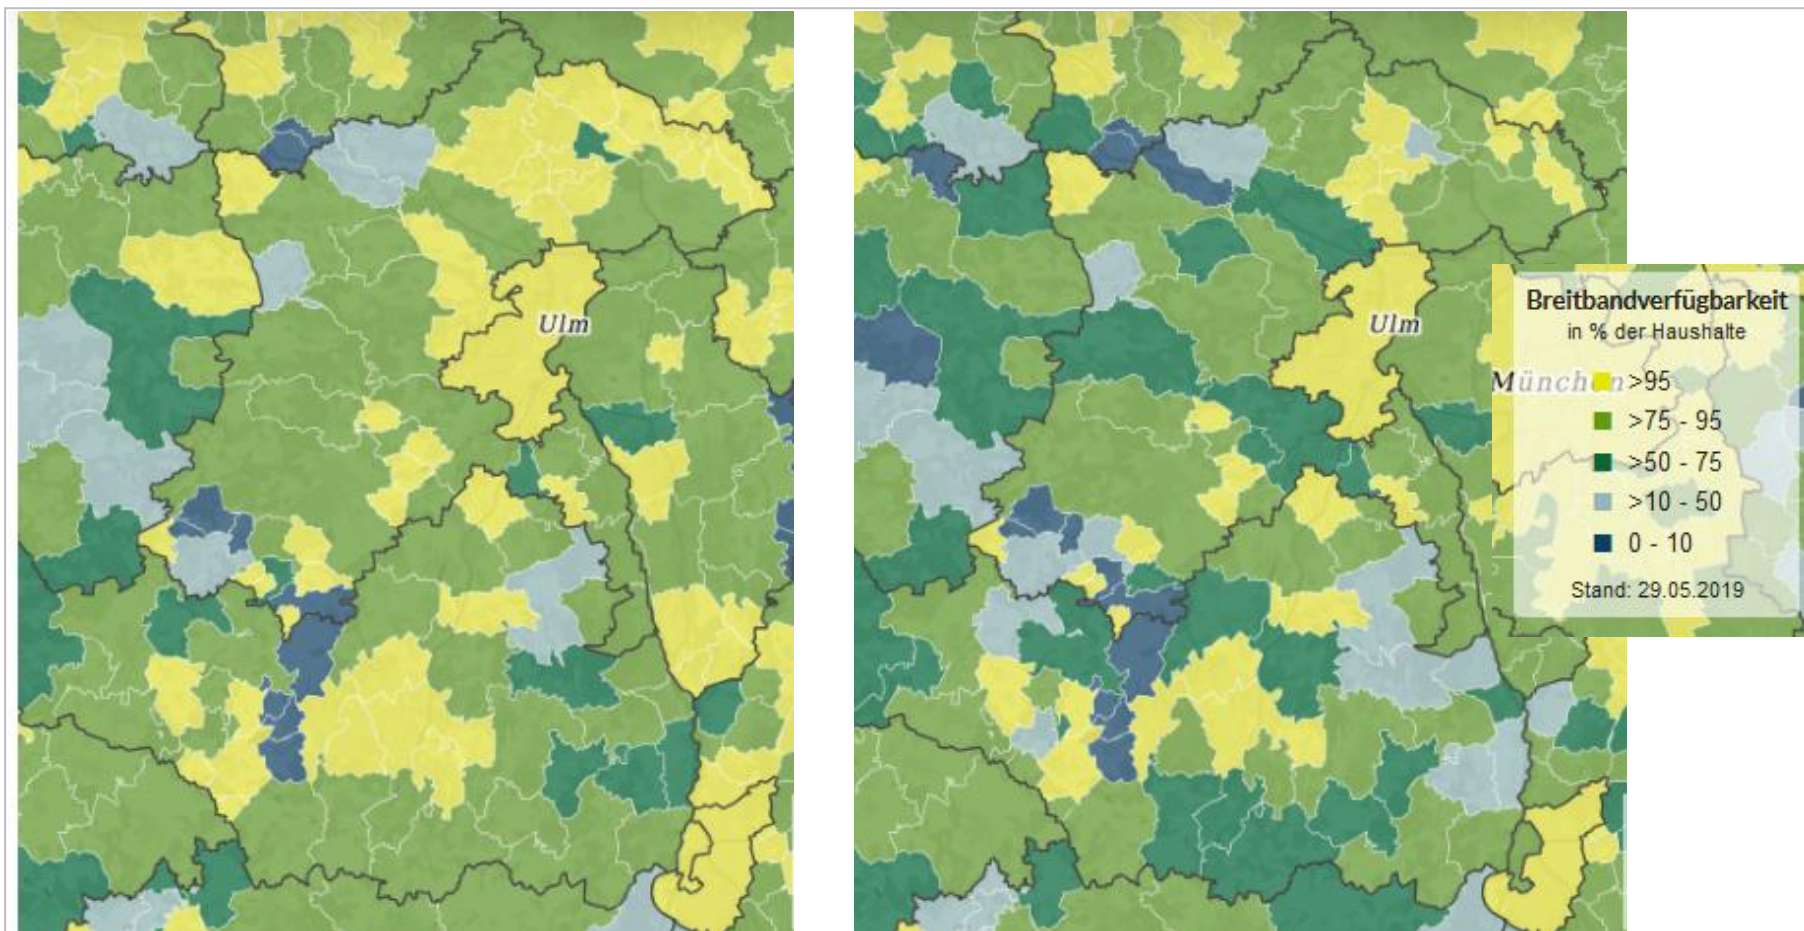 Ulm
Ulm
Breitbandverfügbarkeit
in % der Haushalte
München
>95
>75 - 95
>50 - 75
>10 - 50
0 - 10
Stand: 29.05.2019